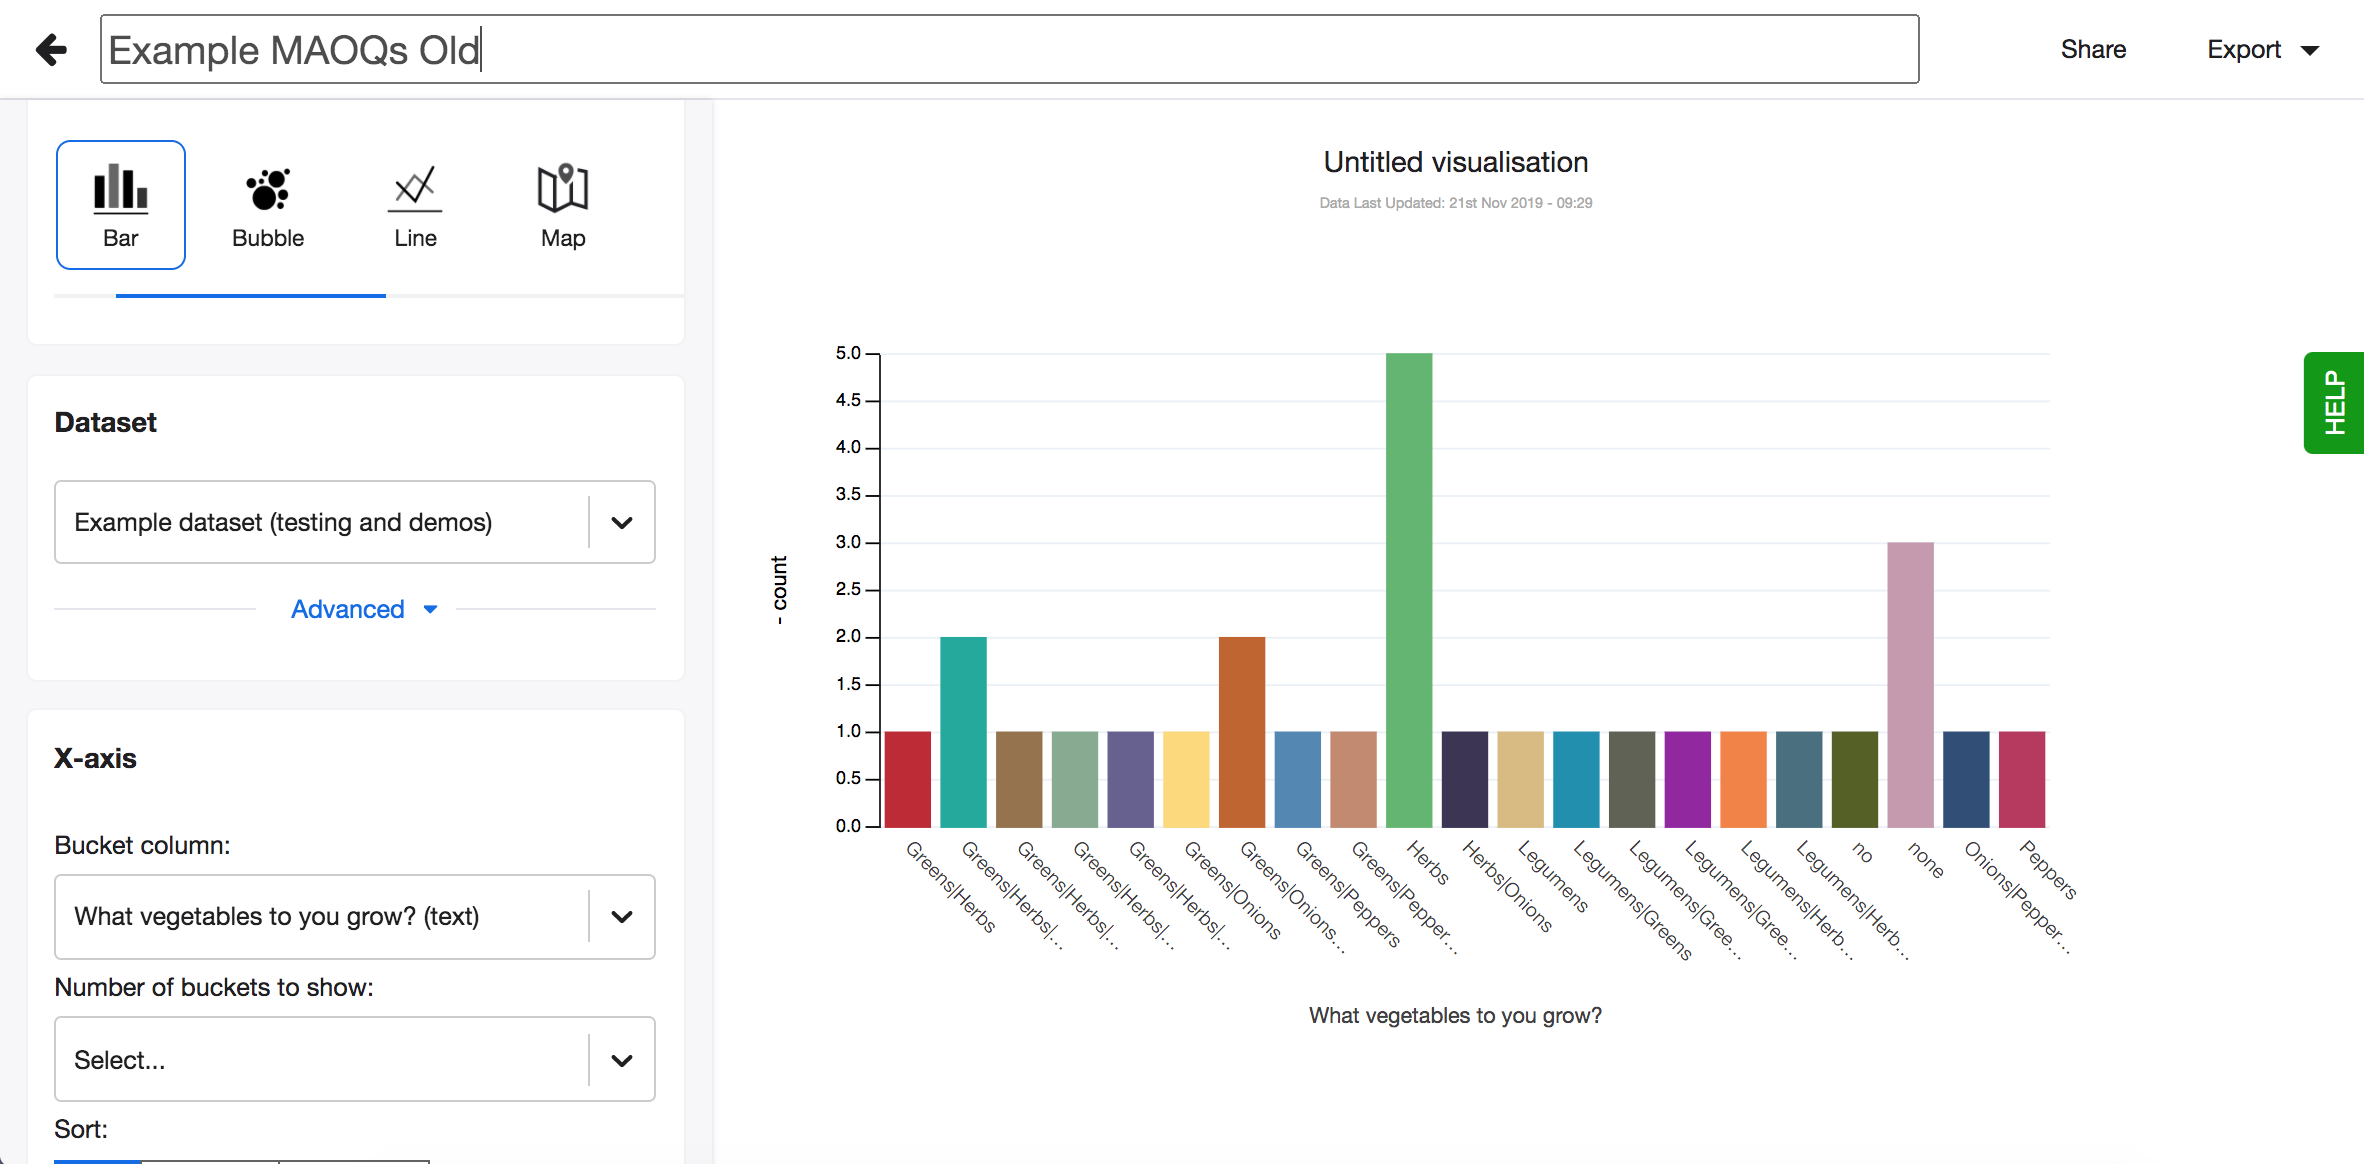 Example MAOQs Old
Share
Export
Bar
Bubble
Line
Map
Dataset
Example dataset (testing and demos)
Advanced
X-axis
Bucket column:
What vegetables to you grow? (text)
Number of buckets to show:
Select...
Sort:
Untitled visualisation
Data Last Updated: 21st Nov 2019 - 09:29
- count
5.0
4.5
4.0
3.5
3.0
2.5
2.0
1.5
1.0
0.5
0.0
Greens|Herbs
Greens|Herbs|...
Greens|Herbs|...
Greens|Herbs|...
Greens|Herbs|...
Greens|Onions
Greens|Onions...
Greens|Peppers
Greens|Pepper...
Herbs
Herbs|Onions
Legumens
Legumens|Greens
Legumens|Gree...
Legumens|Gree...
Legumens|Herb...
Legumens|Herb...
no
none
Onions|Pepper...
Peppers
What vegetables to you grow?
HELP